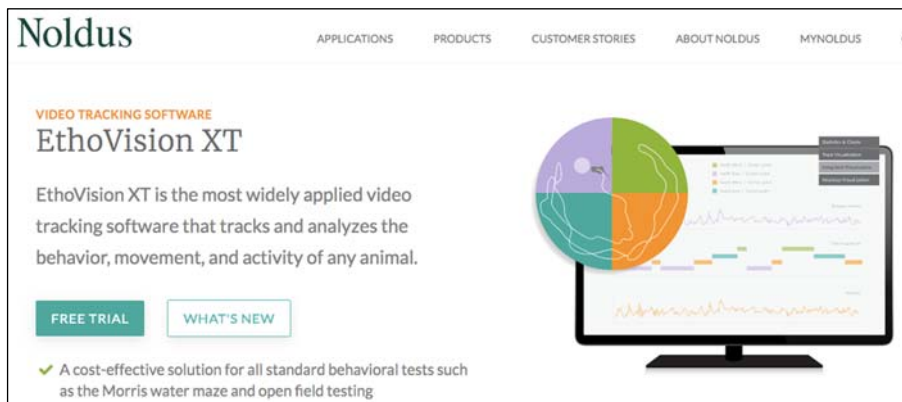 Noldus
APPLICATIONS
PRODUCTS
CUSTOMER STORIES
ABOUT NOLDUS
MYNOLDUS
VIDEO TRACKING SOFTWARE
EthoVision XT
EthoVision XT is the most widely applied video
tracking software that tracks and analyzes the
behavior, movement, and activity of any animal.
FREE TRIAL
WHAT'S NEW
A cost-effective solution for all standard behavioral tests such
as the Morris water maze and open field testing